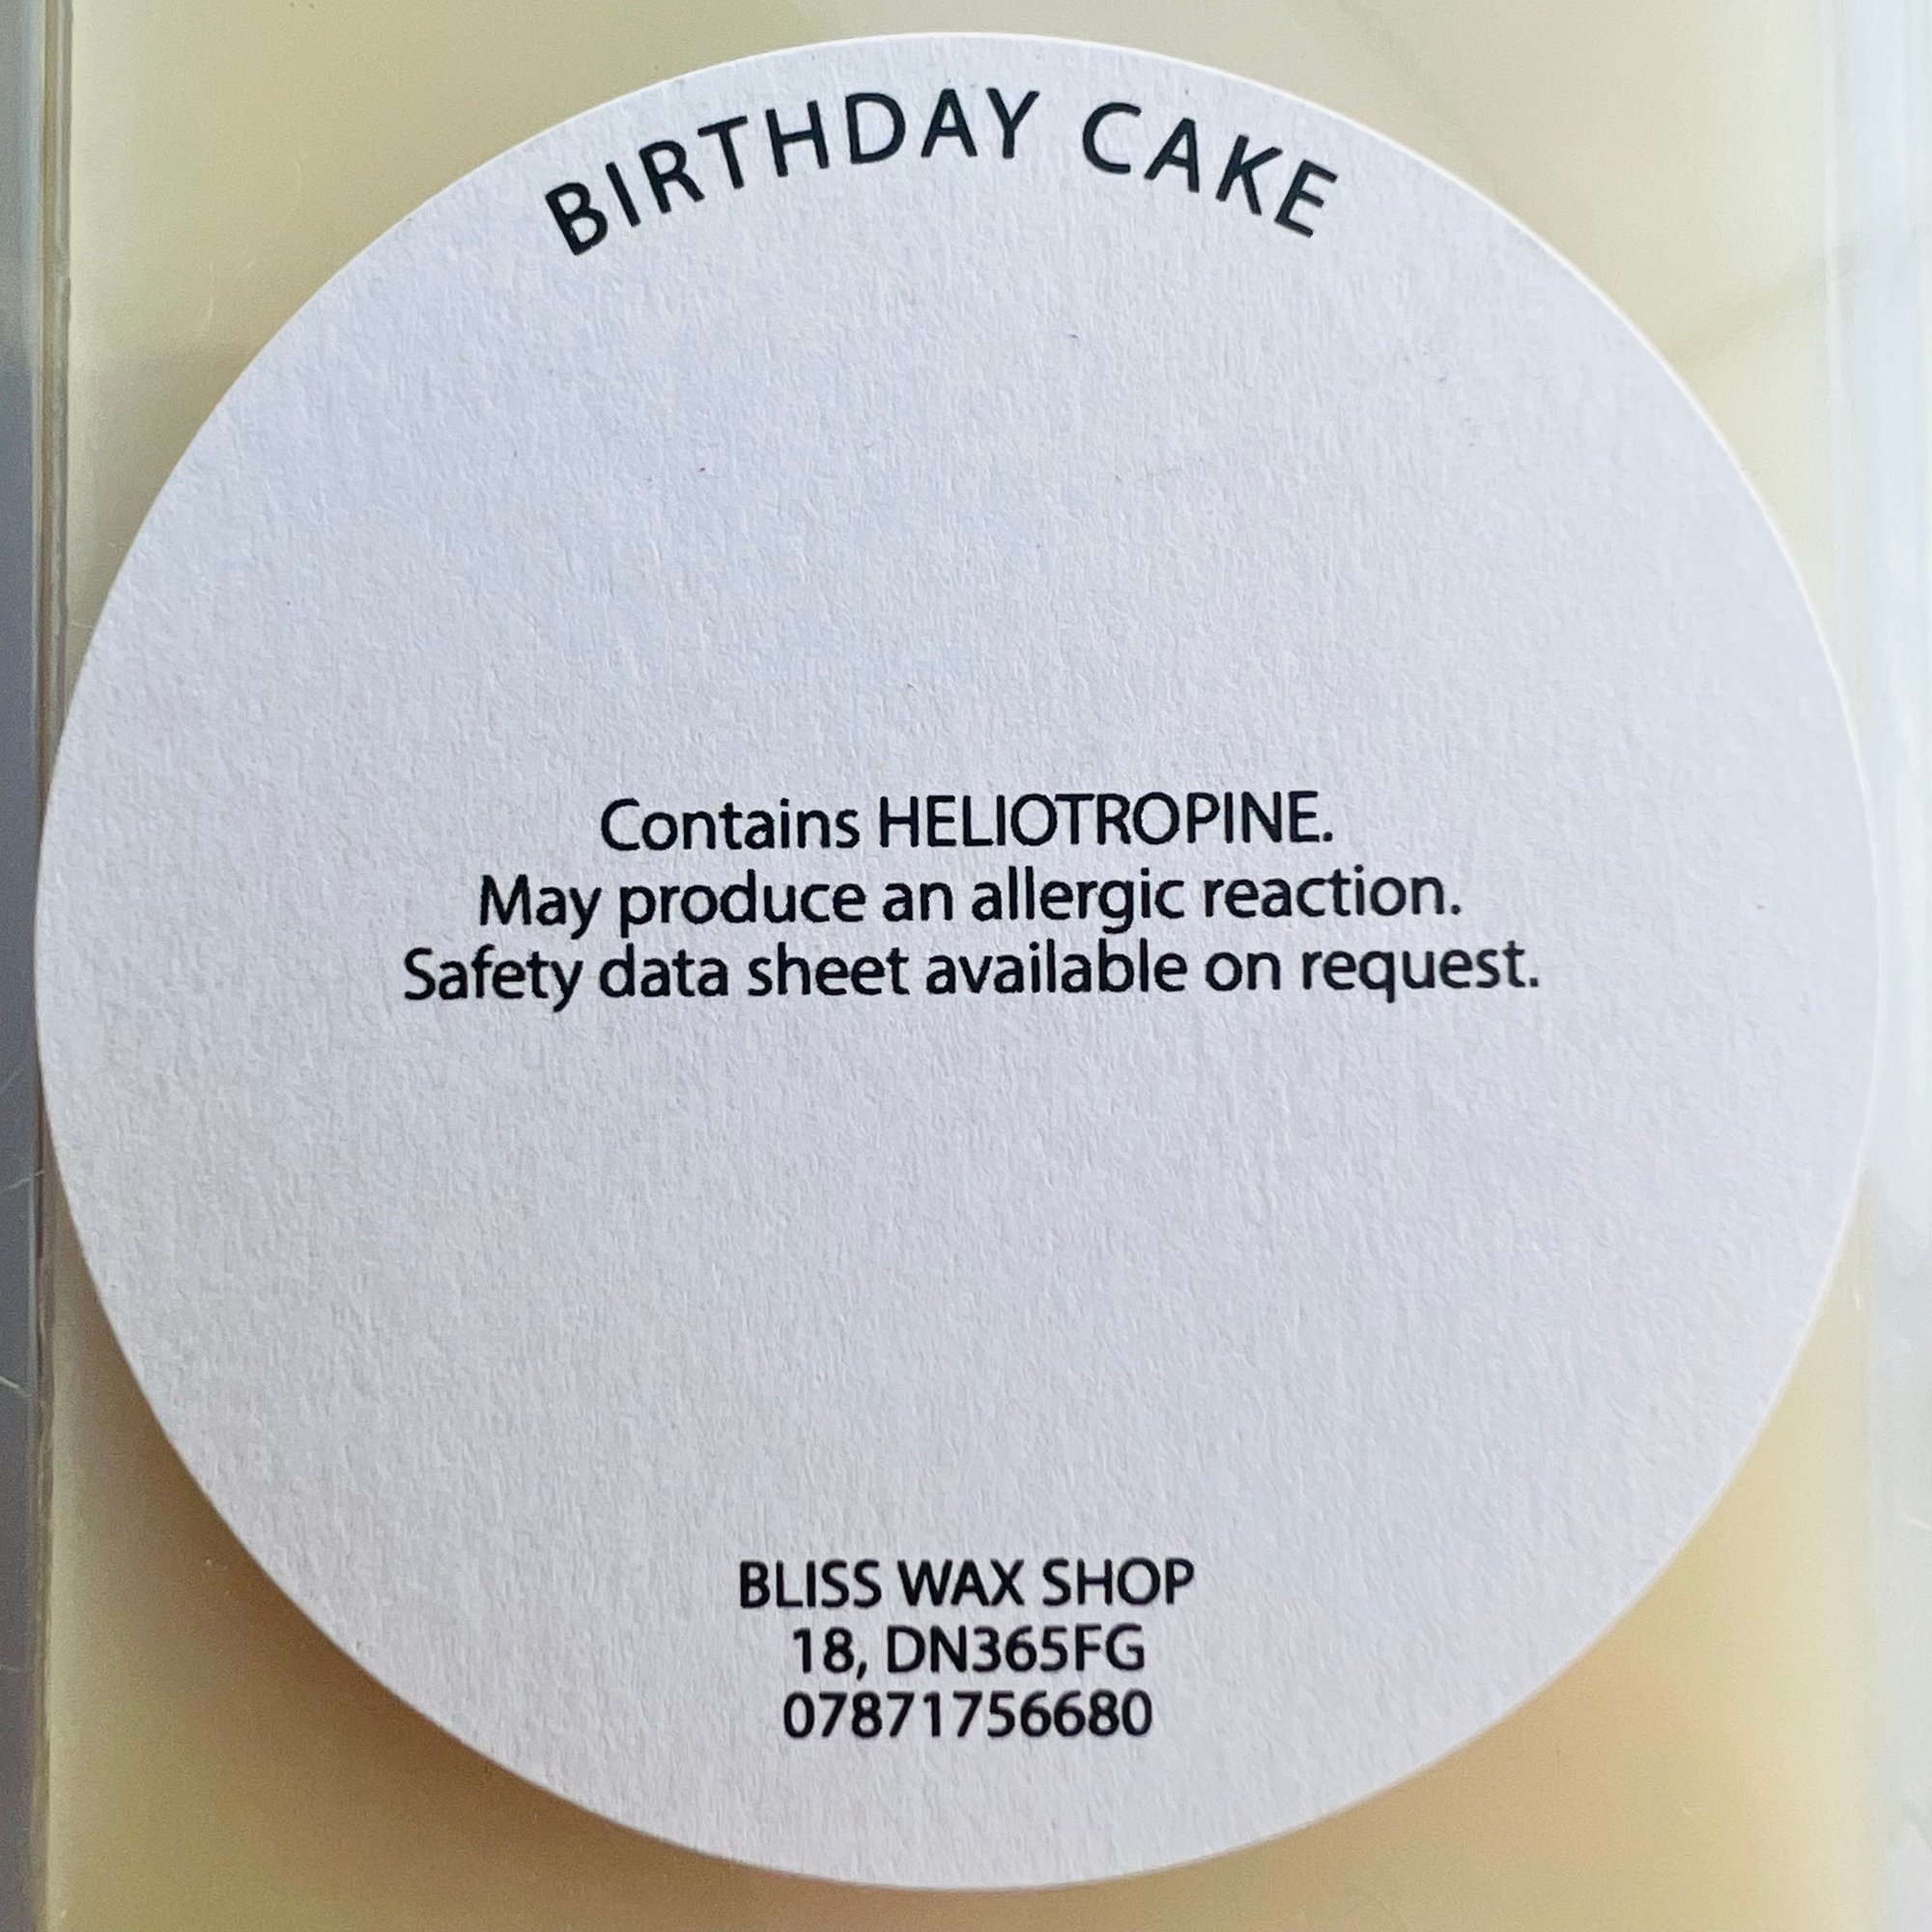 BIRTHDAY CAKE
Contains HELIOTROPINE.
May produce an allergic reaction.
Safety data sheet available on request.
BLISS WAX SHOP
18, DN365FG
07871756680